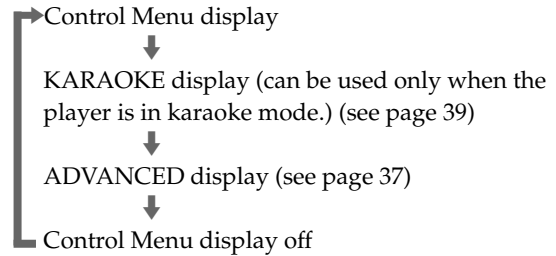 Control Menu display
KARAOKE display (can be used only when the
player is in karaoke mode.) (see page 39)
ADVANCED display (see page 37)
Control Menu display off